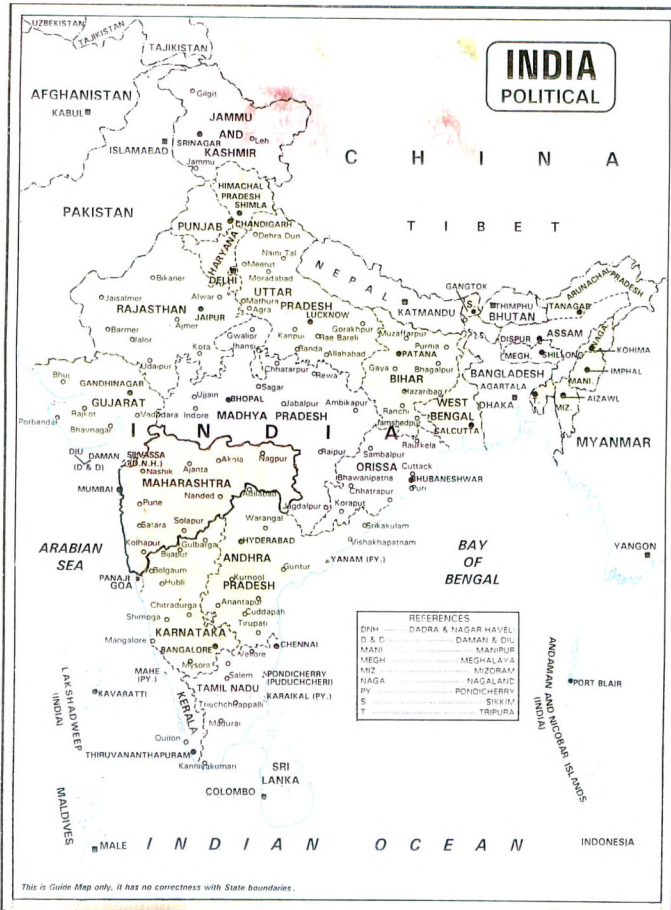 UZBEKISTAN
TAJIKISTAN
TAJIKISTAN
INDIA
POLITICAL
AFGHANISTAN
KABUL
Gilgit
JAMMU
AND
KASHMIR
SRINAGAR
Leh
ISLAMABAD
Jammu
C H I N A
HIMACHAL
PRADESH
SHIMLA
PAKISTAN
PUNJAB
CHANDIGARH
Dehra Dun
TIBET
HARYANA
Naini Tal
Meerut
DELHI
Moradabad
NEPAL
Bikaner
UTTAR
PRADESH
GANGTOK
ARUNACHAL PRADESH
Jaisalmer
Alwar
Mathura
Agra
RAJASTHAN
JAIPUR
LUCKNOW
KATMANDU
S.
THIMPHU
BHUTAN
ITANAGAR
Ajmer
Barmer
Jalor
Gwalior
Kanpur
Rae Bareli
Gorakhpur
Muzaffarpur
DISPUR
ASSAM
NAGA.
KOHIMA
Kota
Jhansi
Banda
Allahabad
PATANA
Purnia
MEGH.
SHILLONG
Udaipur
Chhatarpur
Rewa
Gaya
Bhagalpur
BANGLADESH
IMPHAL
Bhuj
GANDHINAGAR
Sagar
BIHAR
AGARTALA
MANI.
Ujjain
BHOPAL
Jabalpur
Ambikapur
Hazaribag
WEST
BENGAL
DHAKA
T.
MIZ.
AIZAWL
GUJARAT
Rajkot
Vadodara
Indore
MADHYA PRADESH
Ranchi
Jamshedpur
CALCUTTA
Porbandar
Bhavnagar
I N D I A
Raurkela
MYANMAR
DIU
(D & D)
DAMAN
SILVASSA
(D.N.H.)
Akola
Nagpur
Raipur
Sambalpur
ORISSA
Nashik
Ajanta
Cuttack
BHUBANESHWAR
MAHARASHTRA
Bhawanipatna
Puri
MUMBAI
Nanded
Adilabad
Chhatrapur
Pune
Jagdalpur
Koraput
Satara
Solapur
Warangal
Srikakulam
ARABIAN
SEA
Kolhapur
Gulbarga
HYDERABAD
Vishakhapatnam
BAY
OF
BENGAL
YANGON
Bijapur
ANDHRA
PRADESH
YANAM (PY.)
PANAJI
GOA
Belgaum
Hubli
Kurnool
Guntur
Anantapur
Cuddapah
Chitradurga
Shimoga
Tirupati
KARNATAKA
BANGALORE
CHENNAI
Mangalore
Vellore
Mysore
MAHE
(PY.)
Salem
PONDICHERRY
(PUDUCHCHERI)
TAMIL NADU
KARAIKAL (PY.)
REFERENCES
DNH DADRA & NAGAR HAVELI
D & D DAMAN & DIU
MANI MANIPUR
MEGH MEGHALAYA
MIZ MIZORAM
NAGA NAGALAND
PY PONDICHERRY
S SIKKIM
T TRIPURA
LAKSHADWEEP
(INDIA)
KAVARATTI
KERALA
Tiruchchirappalli
Madurai
PORT BLAIR
ANDAMAN AND NICOBAR ISLANDS
(INDIA)
Quilon
THIRUVANANTHAPURAM
Kanniyakumari
SRI
LANKA
COLOMBO
MALDIVES
MALE
INDIAN OCEAN
INDONESIA
This is Guide Map only, it has no correctness with State boundaries.